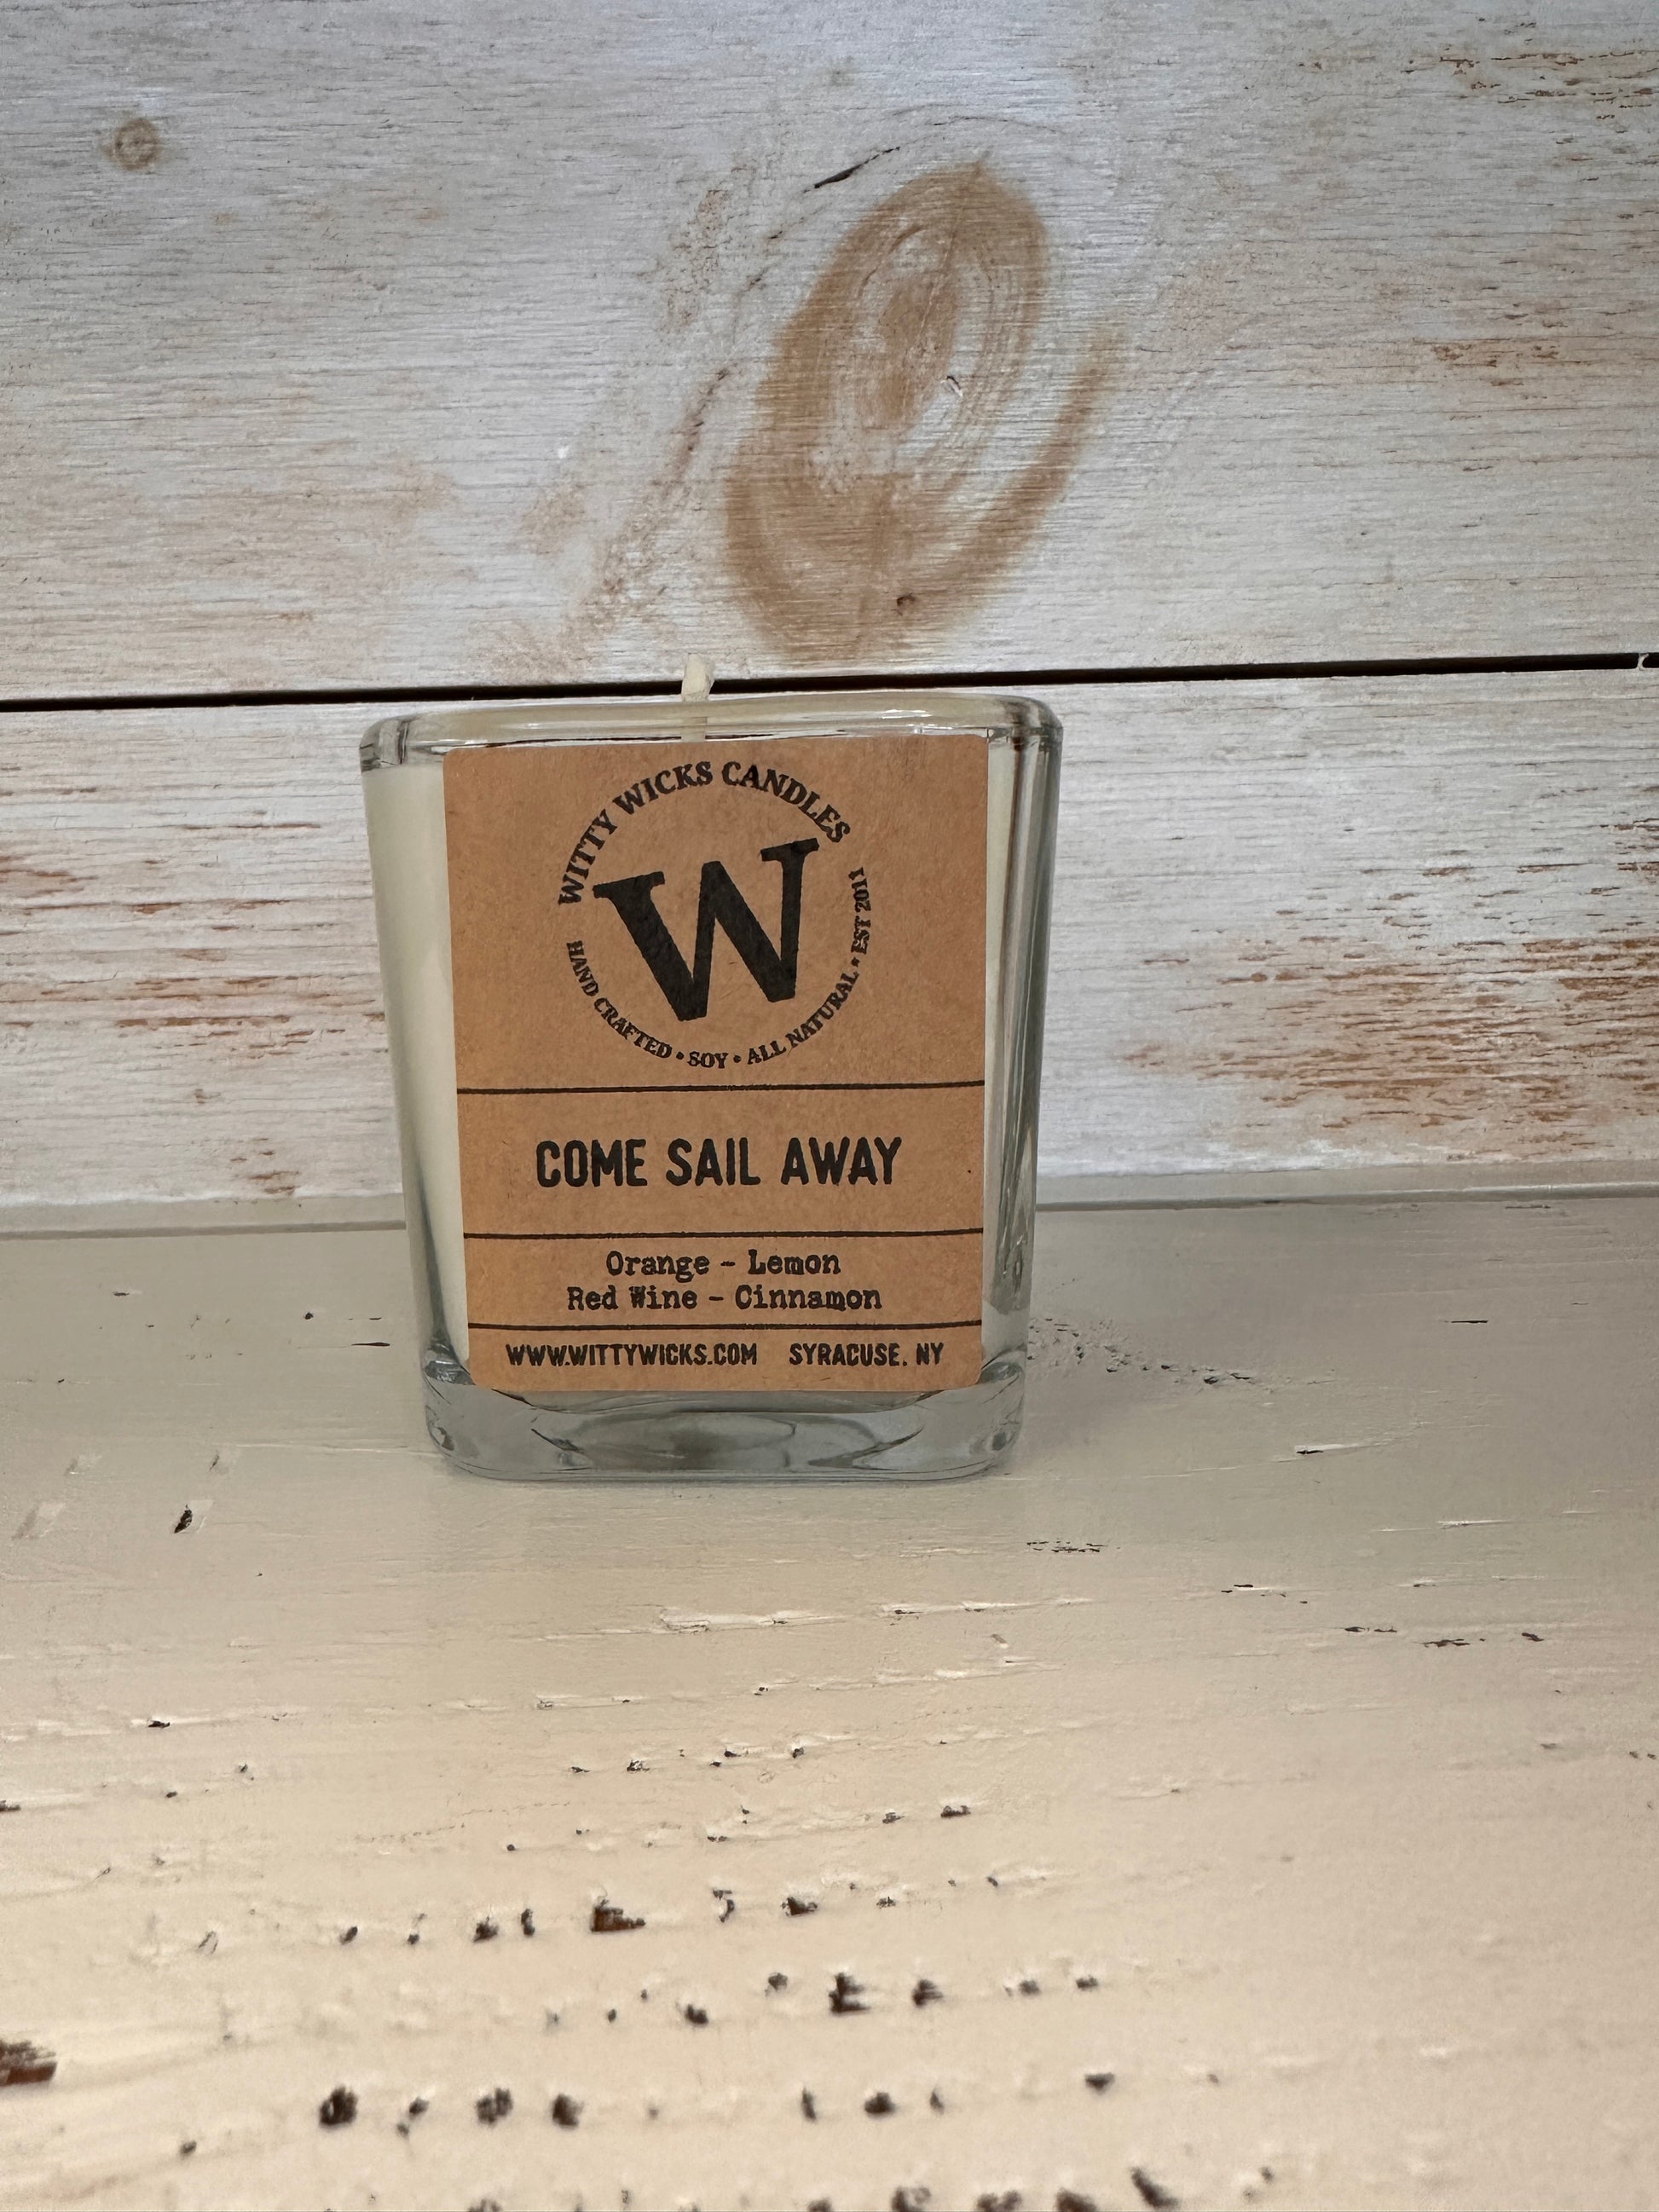 WITTY WICKS CANDLES
W
HAND CRAFTED • SOY • ALL NATURAL • EST 2011
COME SAIL AWAY
Orange - Lemon
Red Wine - Cinnamon
WWW.WITTYWICKS.COM SYRACUSE, NY